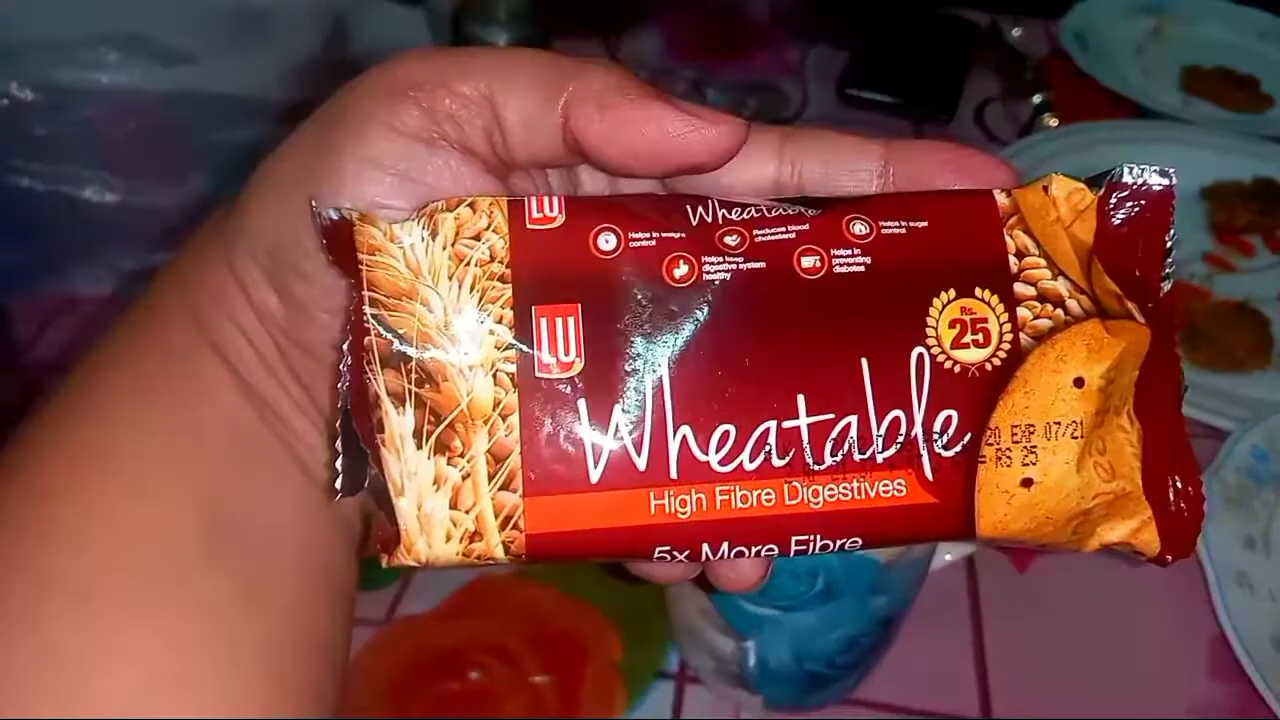 LU
Wheatable
Helps in weight
control
Reduces blood
cholesterol
Helps in sugar
control
Helps keep
digestive system
healthy
Helps in
preventing
diabetes
Rs.
25
LU
Wheatable
20 EXP 07/21
RS 25
High Fibre Digestives
5x More Fibre